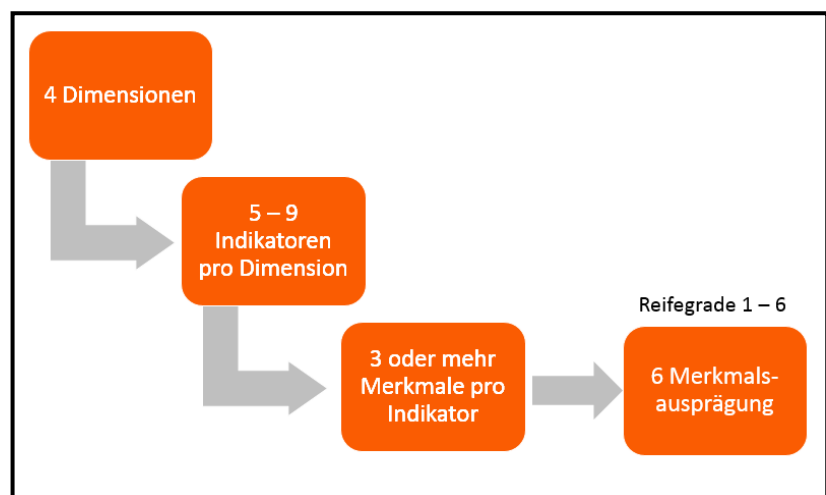 4 Dimensionen
5 – 9
Indikatoren
pro Dimension
Reifegrade 1 – 6
3 oder mehr
Merkmale pro
Indikator
6 Merkmals-
ausprägung